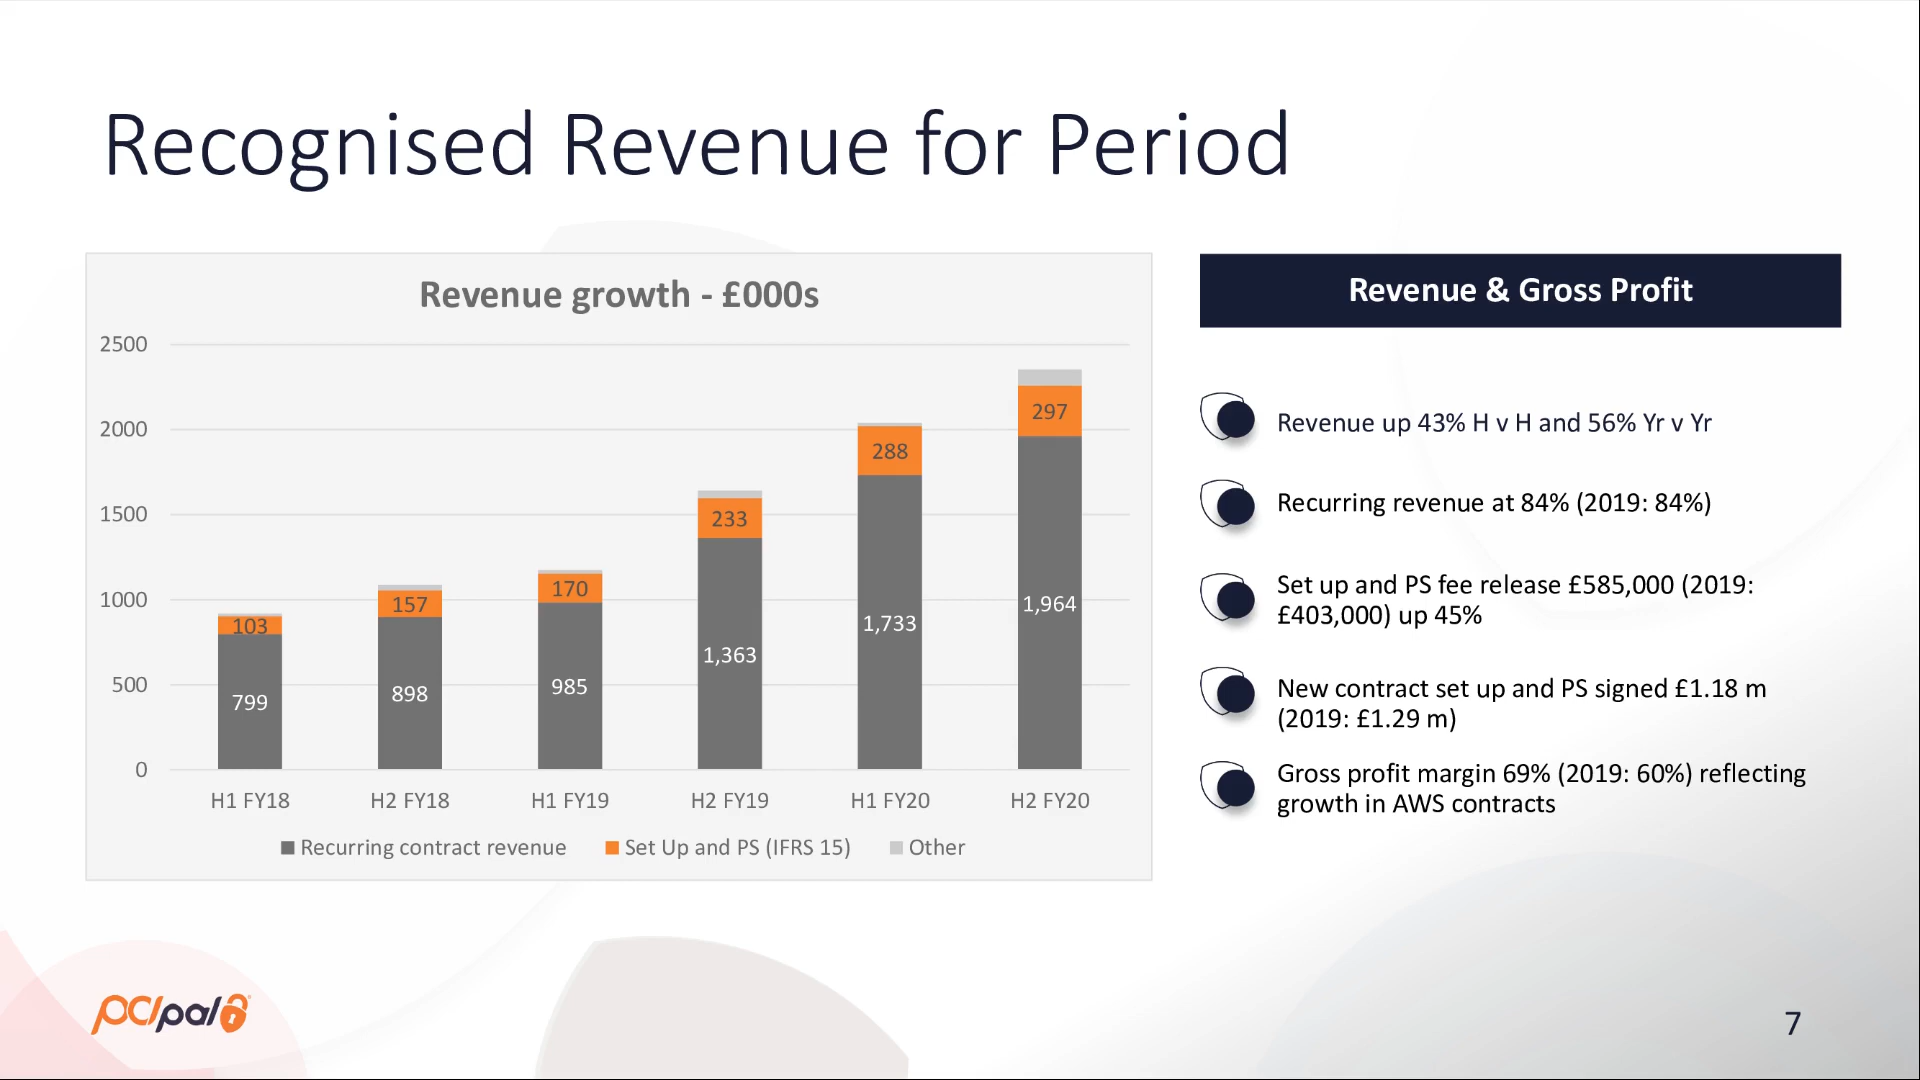 Recognised Revenue for Period
Revenue growth - £000s
2500
2000
1500
1000
500
0
103
799
157
898
170
985
233
1,363
288
1,733
297
1,964
H1 FY18
H2 FY18
H1 FY19
H2 FY19
H1 FY20
H2 FY20
Recurring contract revenue
Set Up and PS (IFRS 15)
Other
Revenue & Gross Profit
Revenue up 43% H v H and 56% Yr v Yr
Recurring revenue at 84% (2019: 84%)
Set up and PS fee release £585,000 (2019:
£403,000) up 45%
New contract set up and PS signed £1.18 m
(2019: £1.29 m)
Gross profit margin 69% (2019: 60%) reflecting
growth in AWS contracts
pcipal
7